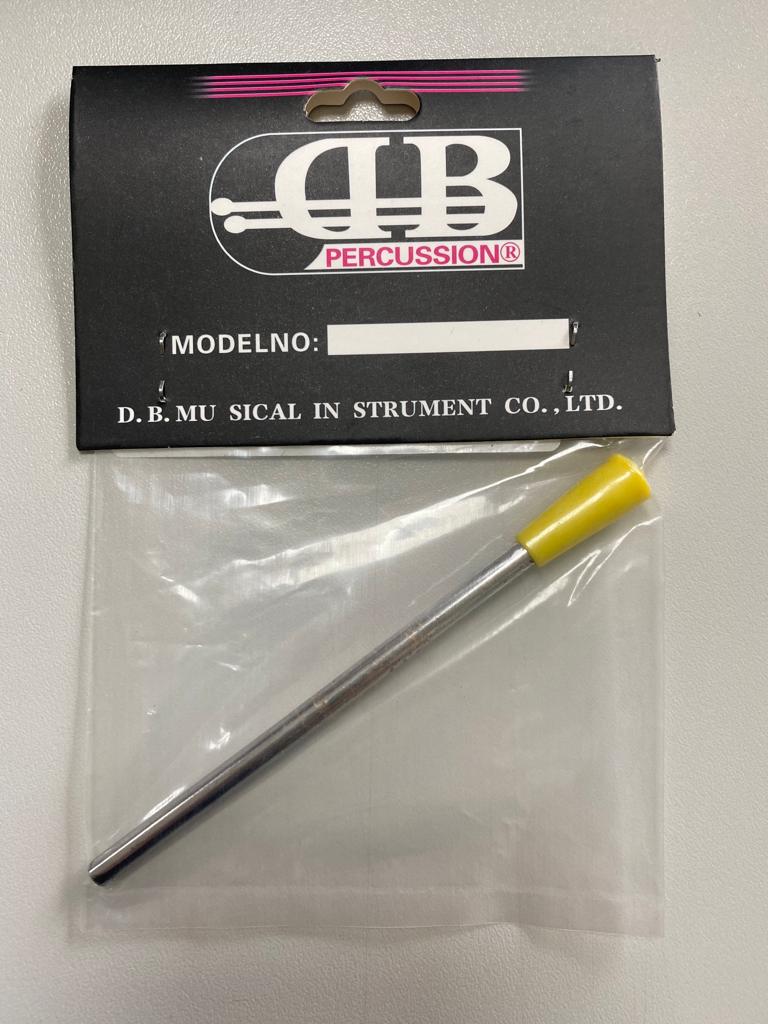 DB
PERCUSSION®
MODELNO:
D.B.MU SICAL IN STRUMENT CO.,LTD.